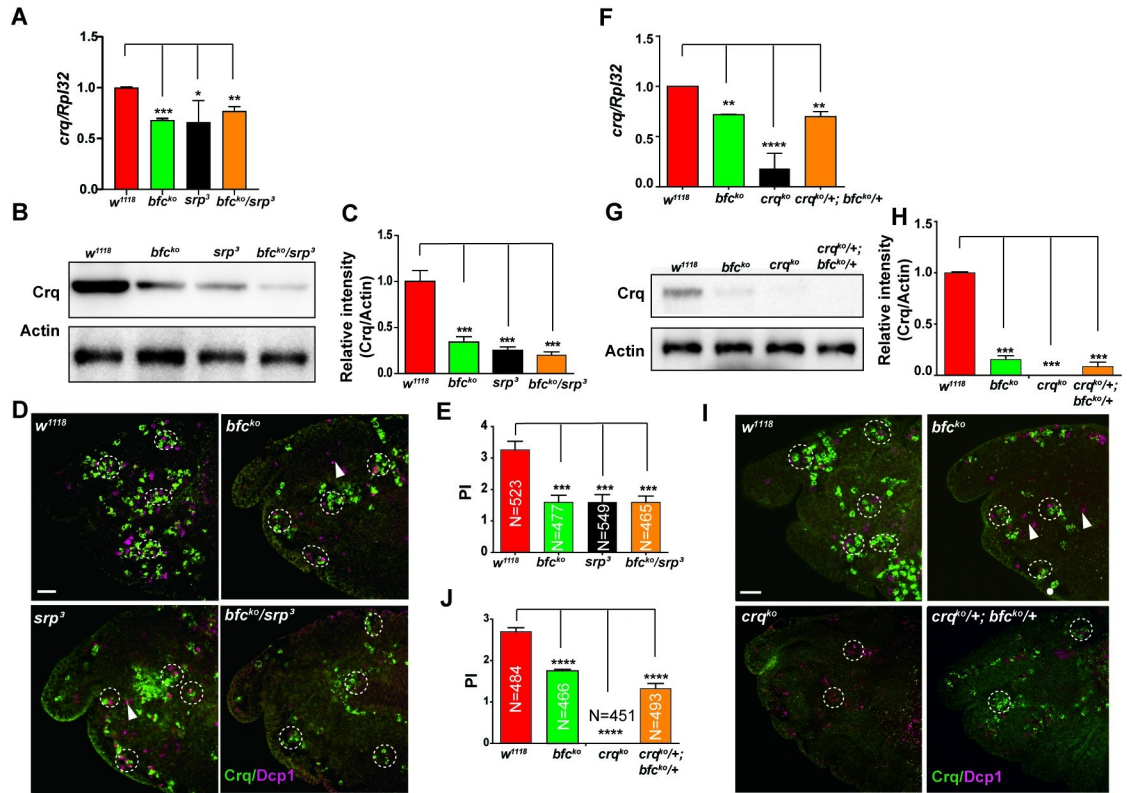 A
crq/Rpl32
1.5
1.0
0.5
0.0
***
*
**
w1118 bfcko srp3 bfcko/srp3
B
w1118 bfcko srp3 bfcko/srp3
Crq
Actin
C
Relative intensity
(Crq/Actin)
1.5
1.0
0.5
0.0
*** *** ***
w1118 bfcko srp3 bfcko/srp3
D
w1118
bfcko
srp3
bfcko/srp3
Crq/Dcp1
E
PI
4
3
2
1
0
*** *** ***
N=523 N=477 N=549 N=465
w1118 bfcko srp3 bfcko/srp3
F
crq/Rpl32
1.5
1.0
0.5
0.0
**
****
**
w1118 bfcko crqko crqko/+; bfcko/+
G
w1118 bfcko crqko crqko/+;
bfcko/+
Crq
Actin
H
Relative intensity
(Crq/Actin)
1.5
1.0
0.5
0.0
*** *** ***
w1118 bfcko crqko crqko/+;
bfcko/+
I
w1118
bfcko
crqko
crqko/+; bfcko/+
Crq/Dcp1
J
PI
3
2
1
0
**** **** ****
N=484 N=466 N=451 N=493
w1118 bfcko crqko crqko/+;
bfcko/+